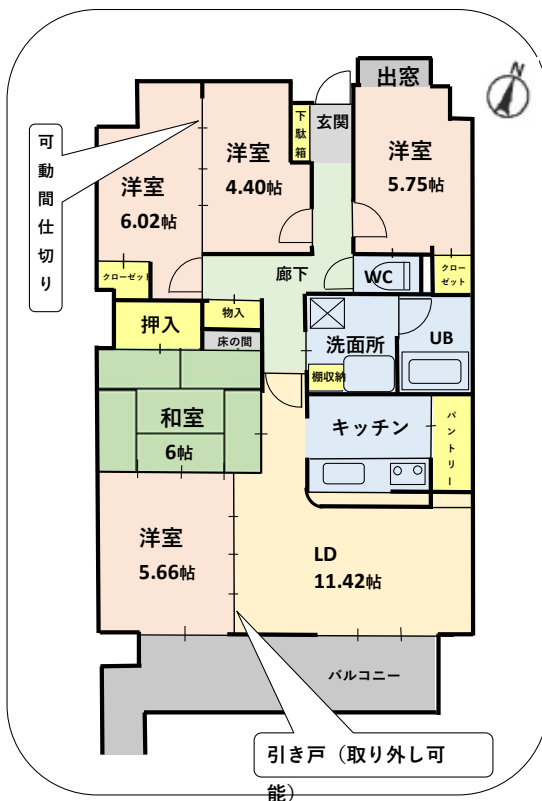 N
出窓
可動間仕切り
洋室
6.02帖
洋室
4.40帖
下駄箱
玄関
洋室
5.75帖
クローゼット
廊下
WC
クロー
ゼット
押入
物入
床の間
洗面所
UB
棚収納
和室
6帖
キッチン
パントリー
洋室
5.66帖
LD
11.42帖
バルコニー
引き戸（取り外し可
能）